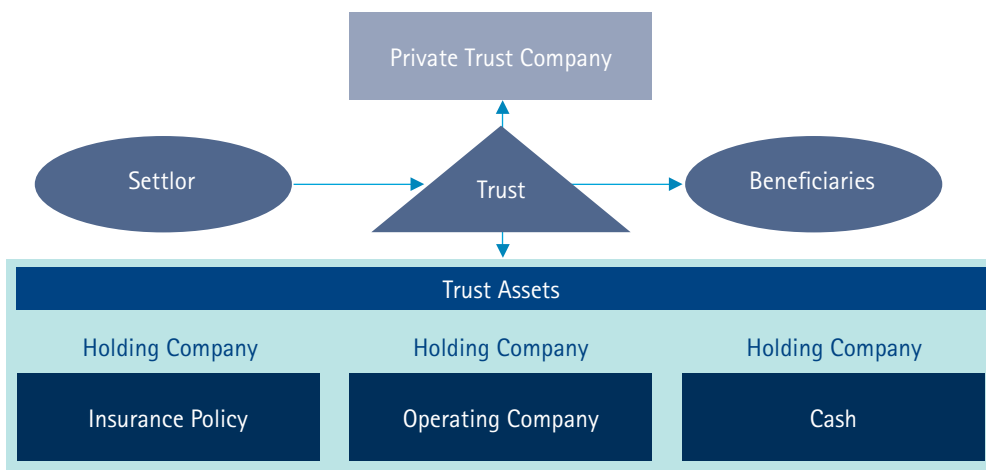 Private Trust Company
Settlor
Trust
Beneficiaries
Trust Assets
Holding Company
Holding Company
Holding Company
Insurance Policy
Operating Company
Cash